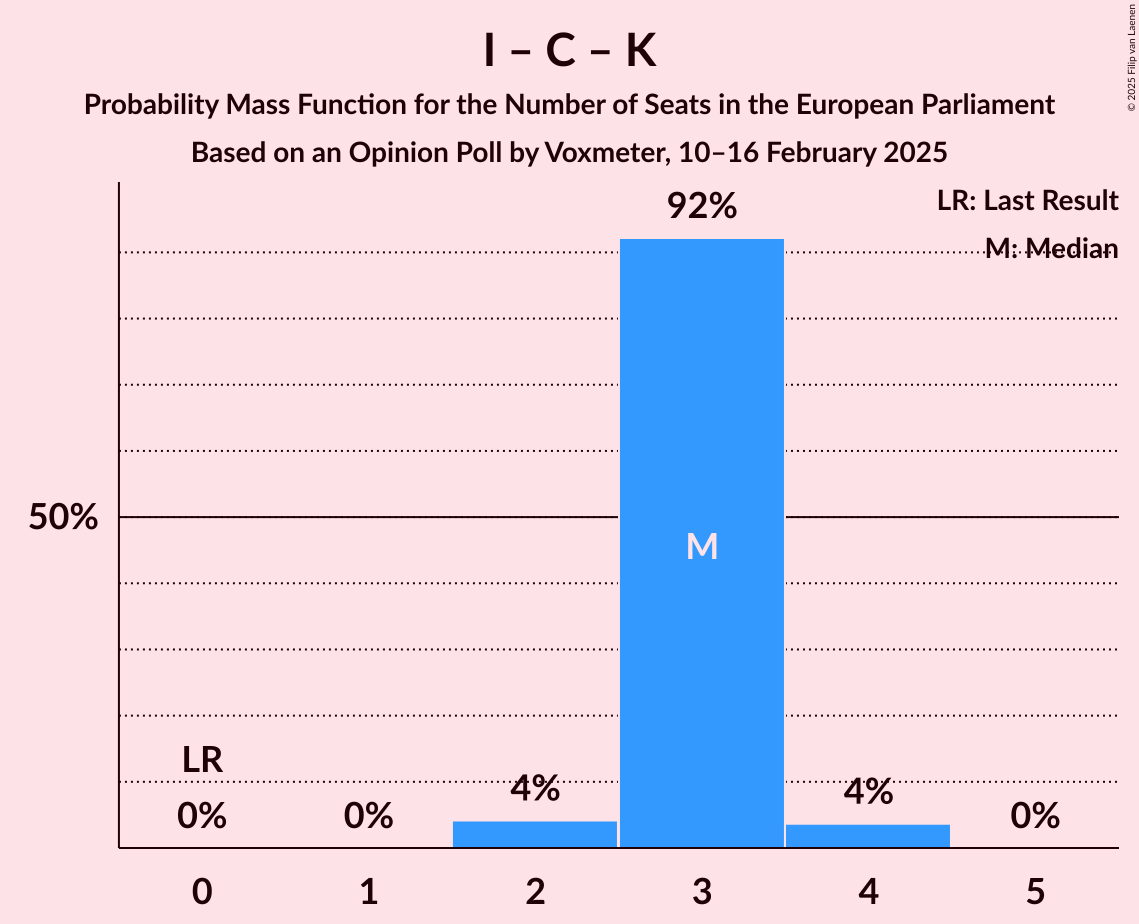 I – C – K
Probability Mass Function for the Number of Seats in the European Parliament
Based on an Opinion Poll by Voxmeter, 10–16 February 2025
© 2025 Filip van Laenen
LR: Last Result
M: Median
92%
50%
M
LR
0%
0%
4%
4%
0%
0
1
2
3
4
5